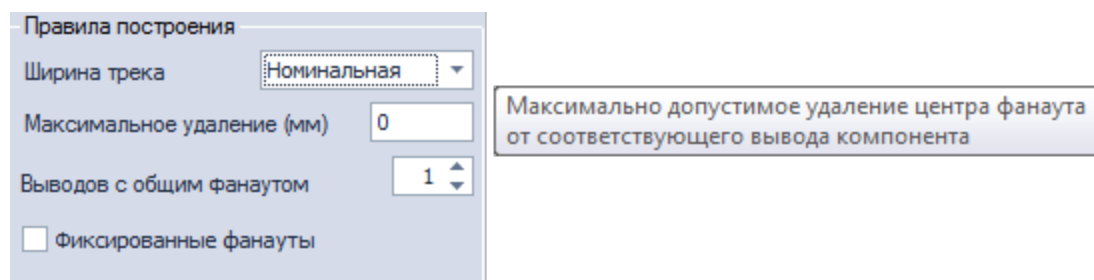 Правила построения
Ширина трека Номинальная
Максимальное удаление (мм) 0
Максимально допустимое удаление центра фанаута
от соответствующего вывода компонента
Выводов с общим фанаутом 1
Фиксированные фанауты